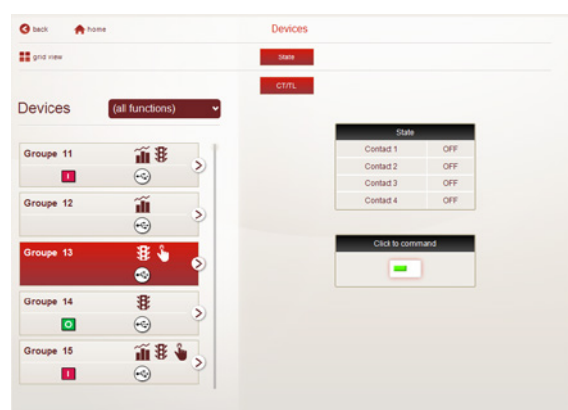 back home Devices
grid view State
CT/TL
Devices (all functions)
Groupe 11
I
Groupe 12
Groupe 13
Groupe 14
O
Groupe 15
I
State
Contact 1 OFF
Contact 2 OFF
Contact 3 OFF
Contact 4 OFF
Click to command